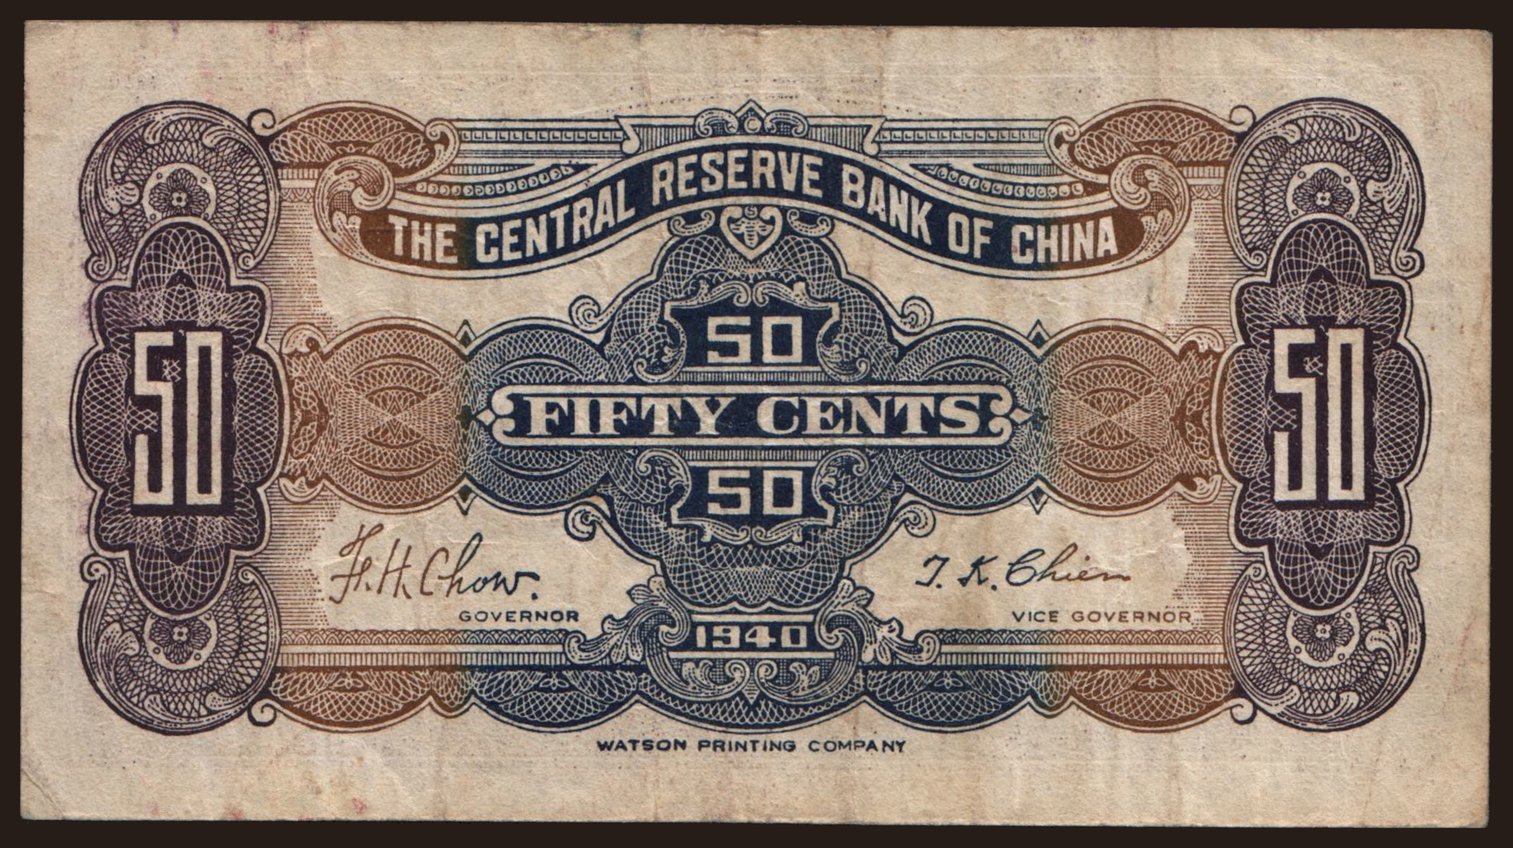 THE CENTRAL RESERVE BANK OF CHINA
50
50 FIFTY CENTS 50
50
F. H. Chow. T. K. Chien
GOVERNOR VICE GOVERNOR
1940
WATSON PRINTING COMPANY